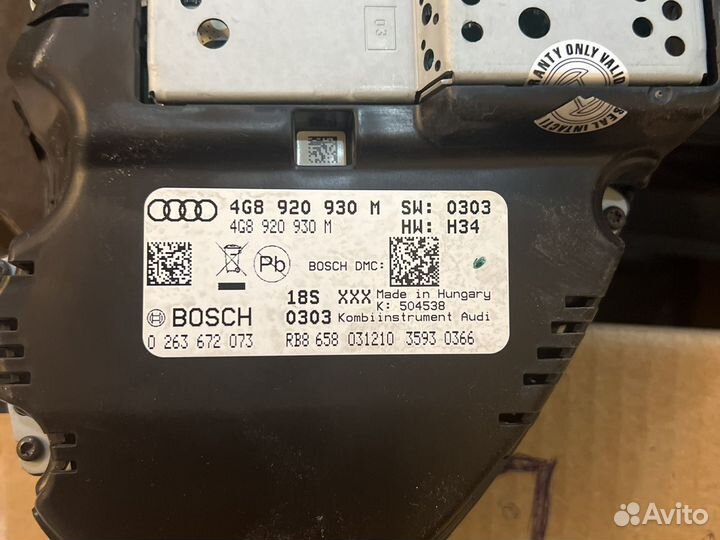 03
WARRANTY ONLY VALID
SEAL INTACT
4G8 920 930 M SW: 0303
4G8 920 930 M HW: H34
Pb
BOSCH DMC:
18S XXX Made in Hungary
K: 504538
BOSCH 0303 Kombiinstrument Audi
0 263 672 073 RB8 658 031210 3593 0366
Avito